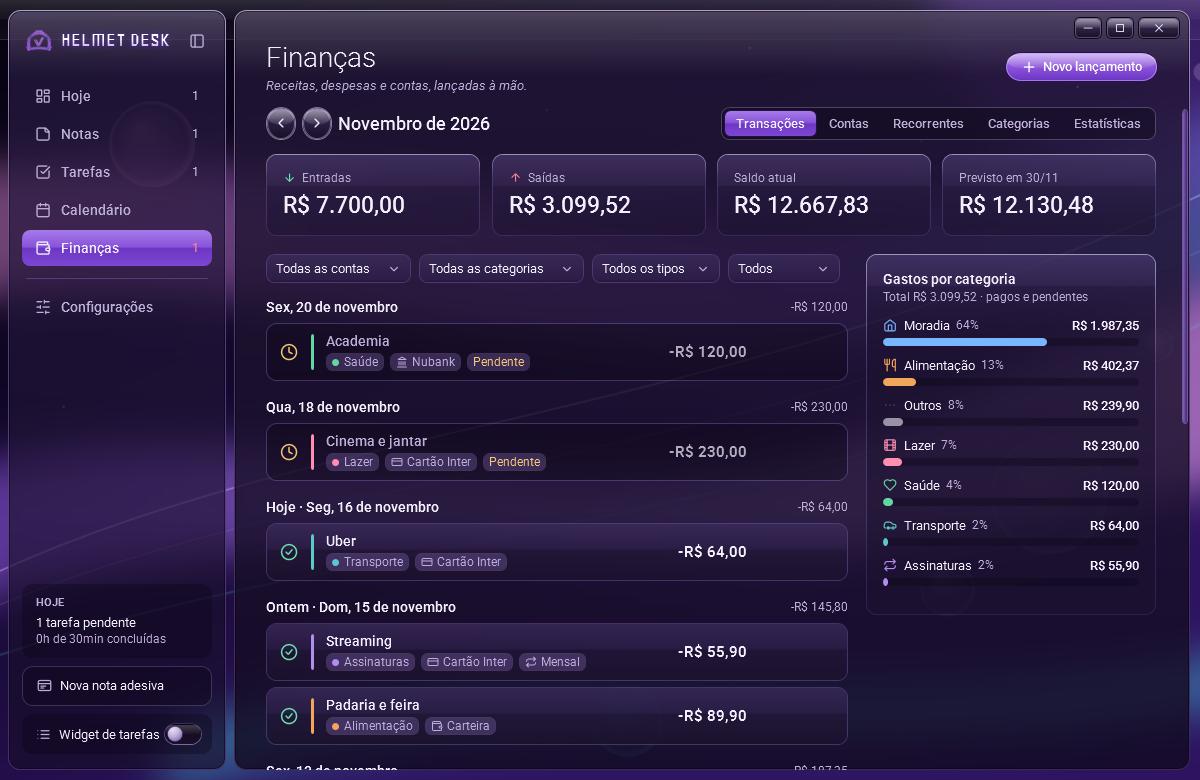 HELMET DESK
Hoje 1
Notas 1
Tarefas 1
Calendário
Finanças 1
Configurações
HOJE
1 tarefa pendente
0h de 30min concluídas
Nova nota adesiva
Widget de tarefas
Finanças
Receitas, despesas e contas, lançadas à mão.
Novo lançamento
Novembro de 2026
Transações Contas Recorrentes Categorias Estatísticas
Entradas
R$ 7.700,00
Saídas
R$ 3.099,52
Saldo atual
R$ 12.667,83
Previsto em 30/11
R$ 12.130,48
Todas as contas Todas as categorias Todos os tipos Todos
Sex, 20 de novembro -R$ 120,00
Academia
Saúde Nubank Pendente
-R$ 120,00
Qua, 18 de novembro -R$ 230,00
Cinema e jantar
Lazer Cartão Inter Pendente
-R$ 230,00
Hoje · Seg, 16 de novembro -R$ 64,00
Uber
Transporte Cartão Inter
-R$ 64,00
Ontem · Dom, 15 de novembro -R$ 145,80
Streaming
Assinaturas Cartão Inter Mensal
-R$ 55,90
Padaria e feira
Alimentação Carteira
-R$ 89,90
Gastos por categoria
Total R$ 3.099,52 · pagos e pendentes
Moradia 64% R$ 1.987,35
Alimentação 13% R$ 402,37
Outros 8% R$ 239,90
Lazer 7% R$ 230,00
Saúde 4% R$ 120,00
Transporte 2% R$ 64,00
Assinaturas 2% R$ 55,90